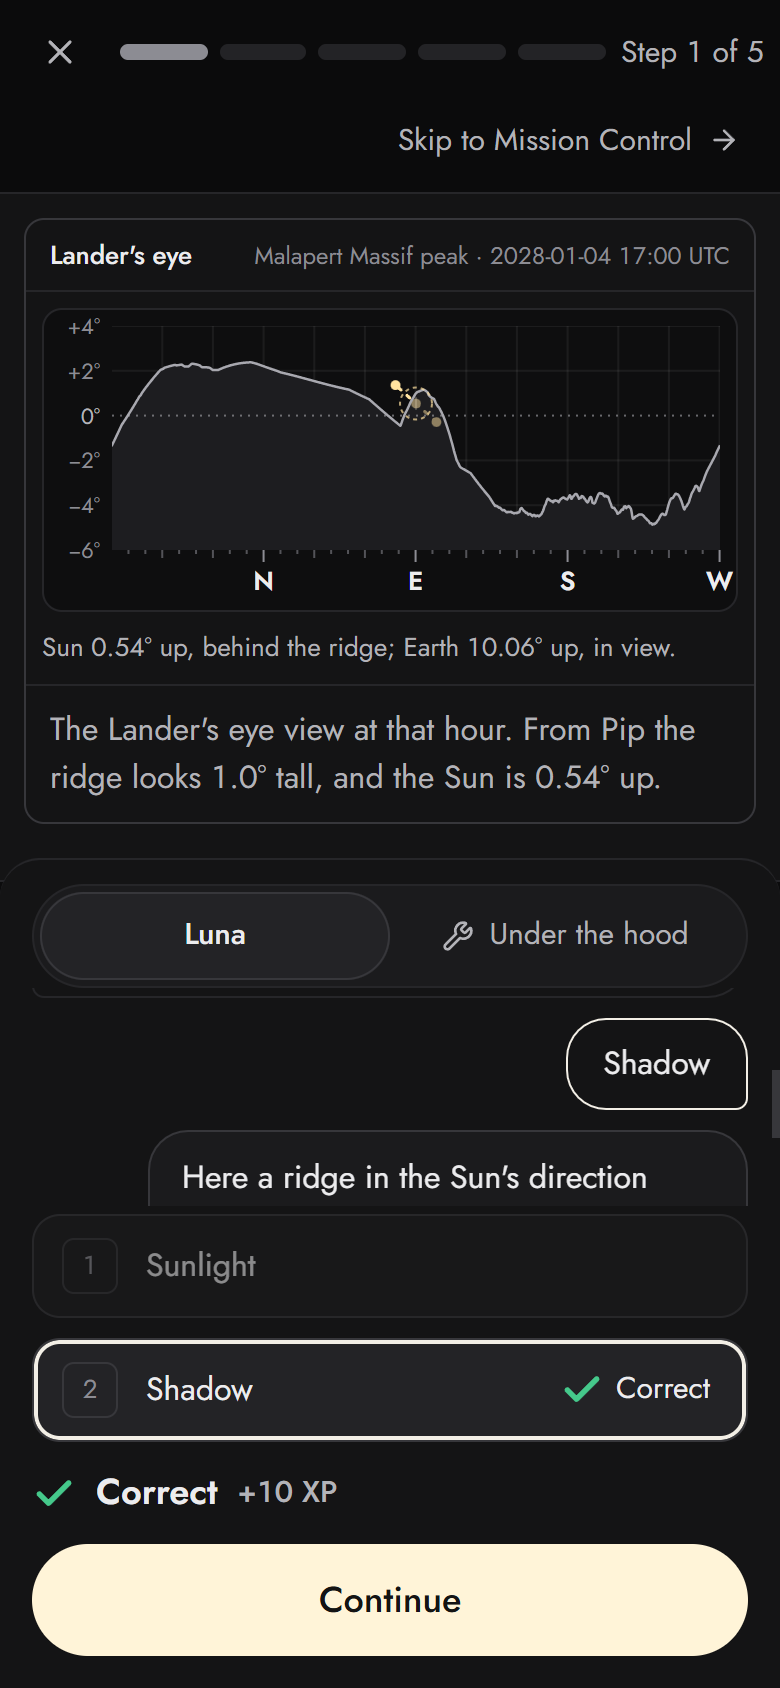 Step 1 of 5
Skip to Mission Control
Lander's eye
Malapert Massif peak · 2028-01-04 17:00 UTC
+4°
+2°
0°
−2°
−4°
−6°
N E S W
Sun 0.54° up, behind the ridge; Earth 10.06° up, in view.
The Lander's eye view at that hour. From Pip the
ridge looks 1.0° tall, and the Sun is 0.54° up.
Luna
Under the hood
Shadow
Here a ridge in the Sun's direction
1 Sunlight
2 Shadow Correct
Correct +10 XP
Continue